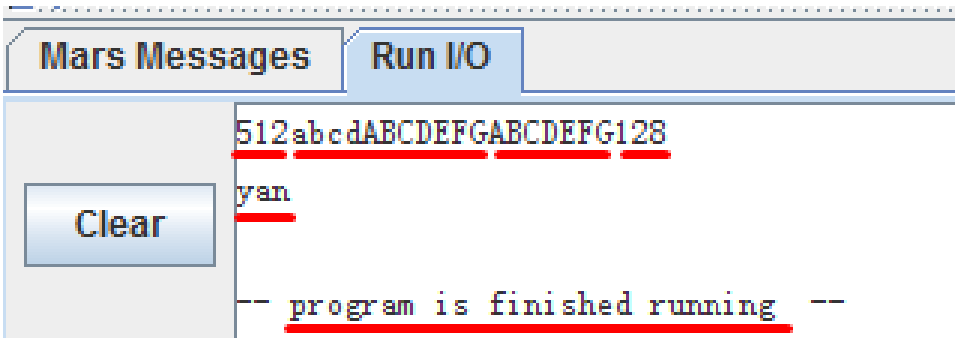 Mars Messages Run I/O
512abcdABCDEFGABCDEFG128
yan
Clear
-- program is finished running --